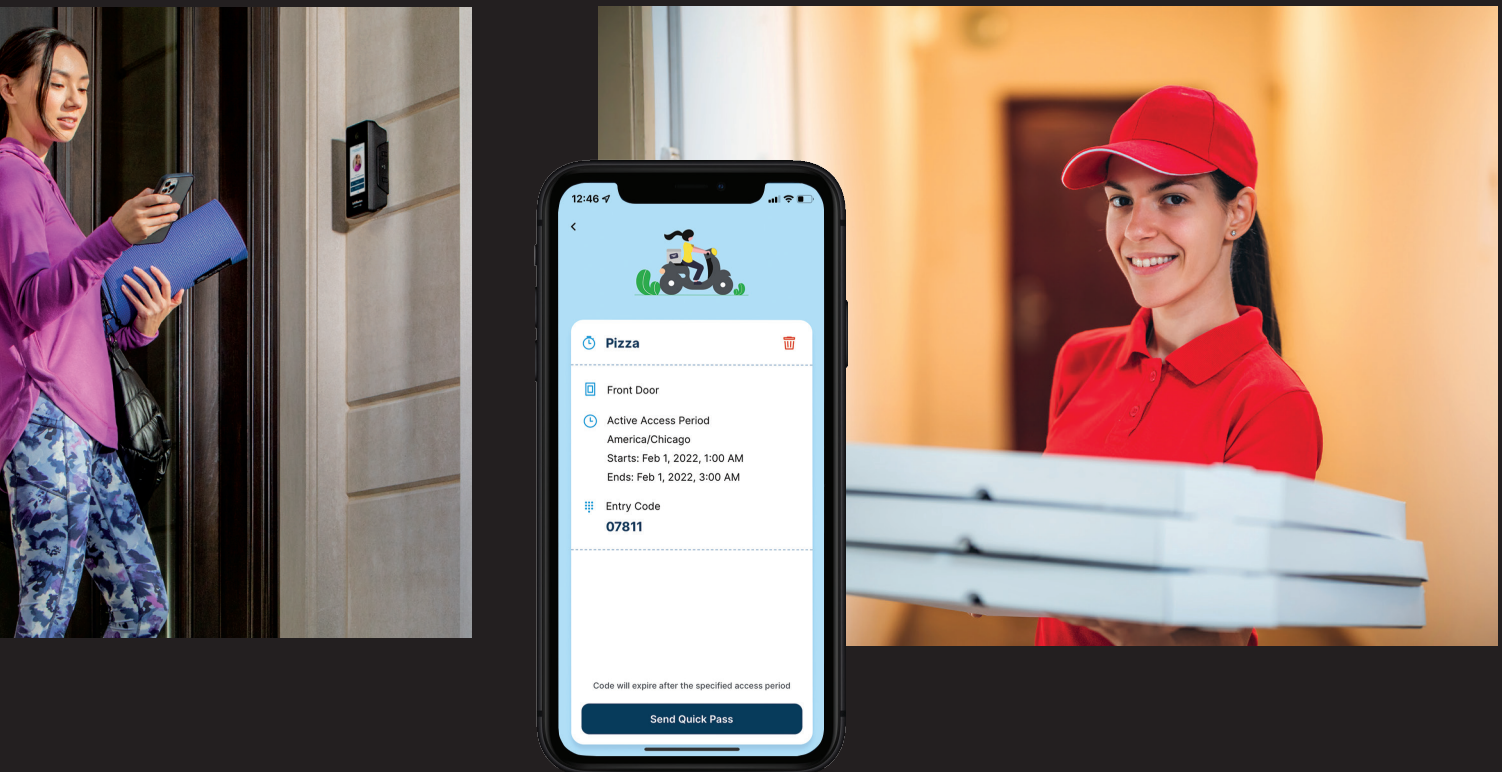 12:46
Pizza
Front Door
Active Access Period
America/Chicago
Starts: Feb 1, 2022, 1:00 AM
Ends: Feb 1, 2022, 3:00 AM
Entry Code
07811
Code will expire after the specified access period
Send Quick Pass